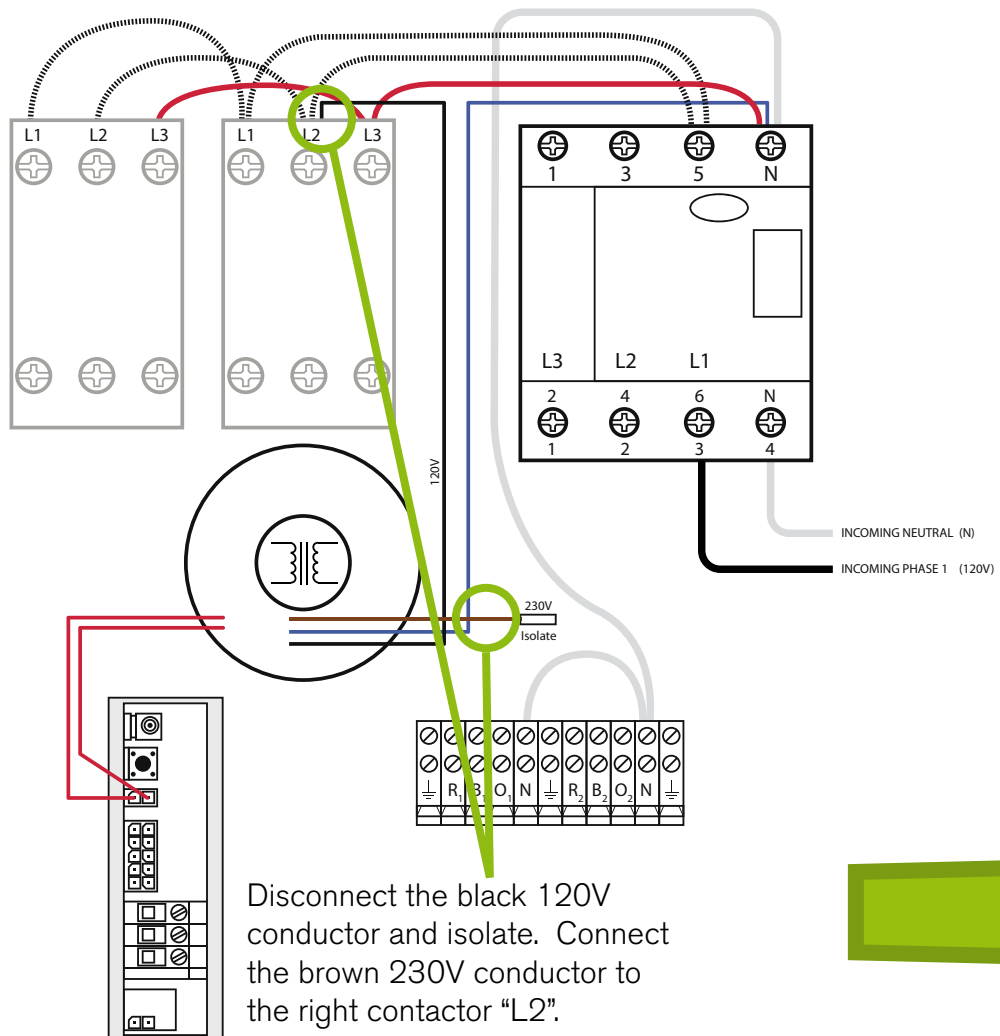 L1 L2 L3 L1 L2 L3
1 3 5 N
L3 L2 L1
2 4 6 N
1 2 3 4
120V
INCOMING NEUTRAL (N)
INCOMING PHASE 1 (120V)
230V
Isolate
R1 B1 O1 N R2 B2 O2 N
Disconnect the black 120V
conductor and isolate. Connect
the brown 230V conductor to
the right contactor “L2”.